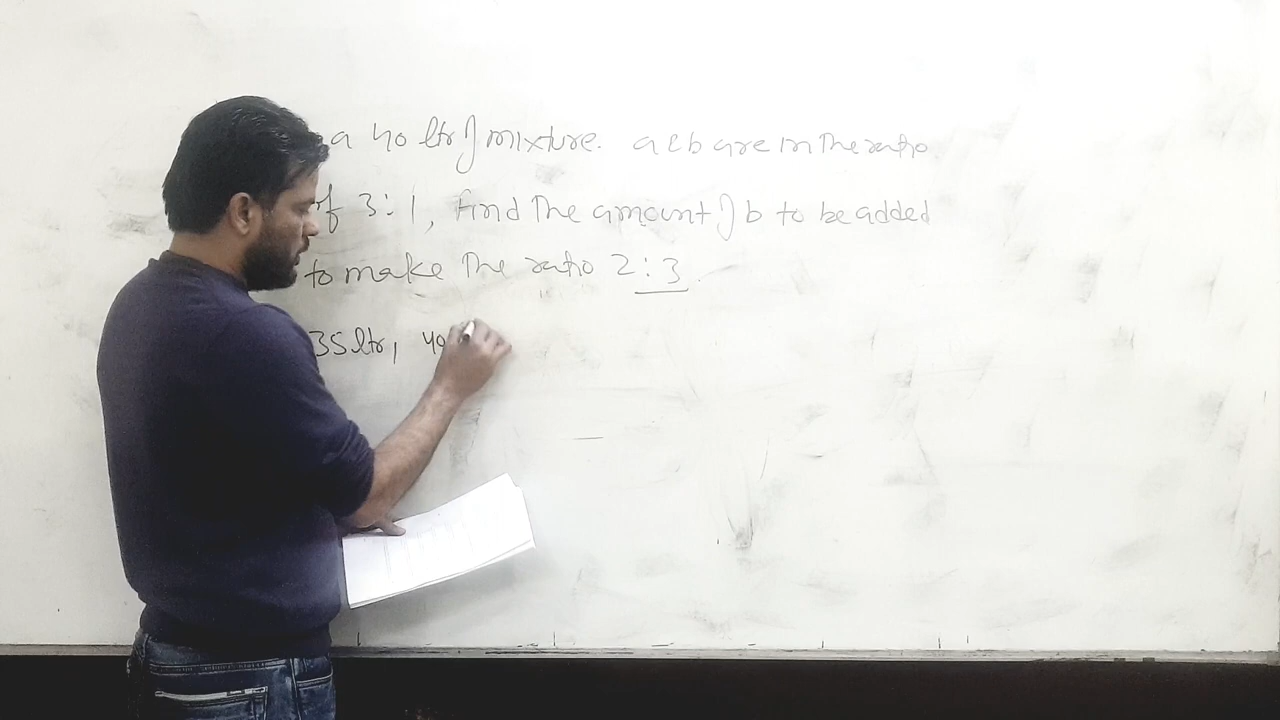 a 40 ltr of mixture. a & b are in the ratio
of 3:1, find the amount of b to be added
to make the ratio 2:3
35 ltr, 40